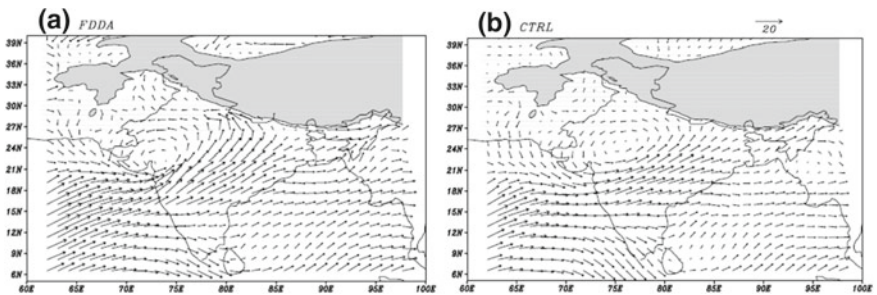 (a) FDDA
39N
36N
33N
30N
27N
24N
21N
18N
15N
12N
9N
6N
60E 65E 70E 75E 80E 85E 90E 95E 100E
(b) CTRL 20
39N
36N
33N
30N
27N
24N
21N
18N
15N
12N
9N
6N
60E 65E 70E 75E 80E 85E 90E 95E 100E